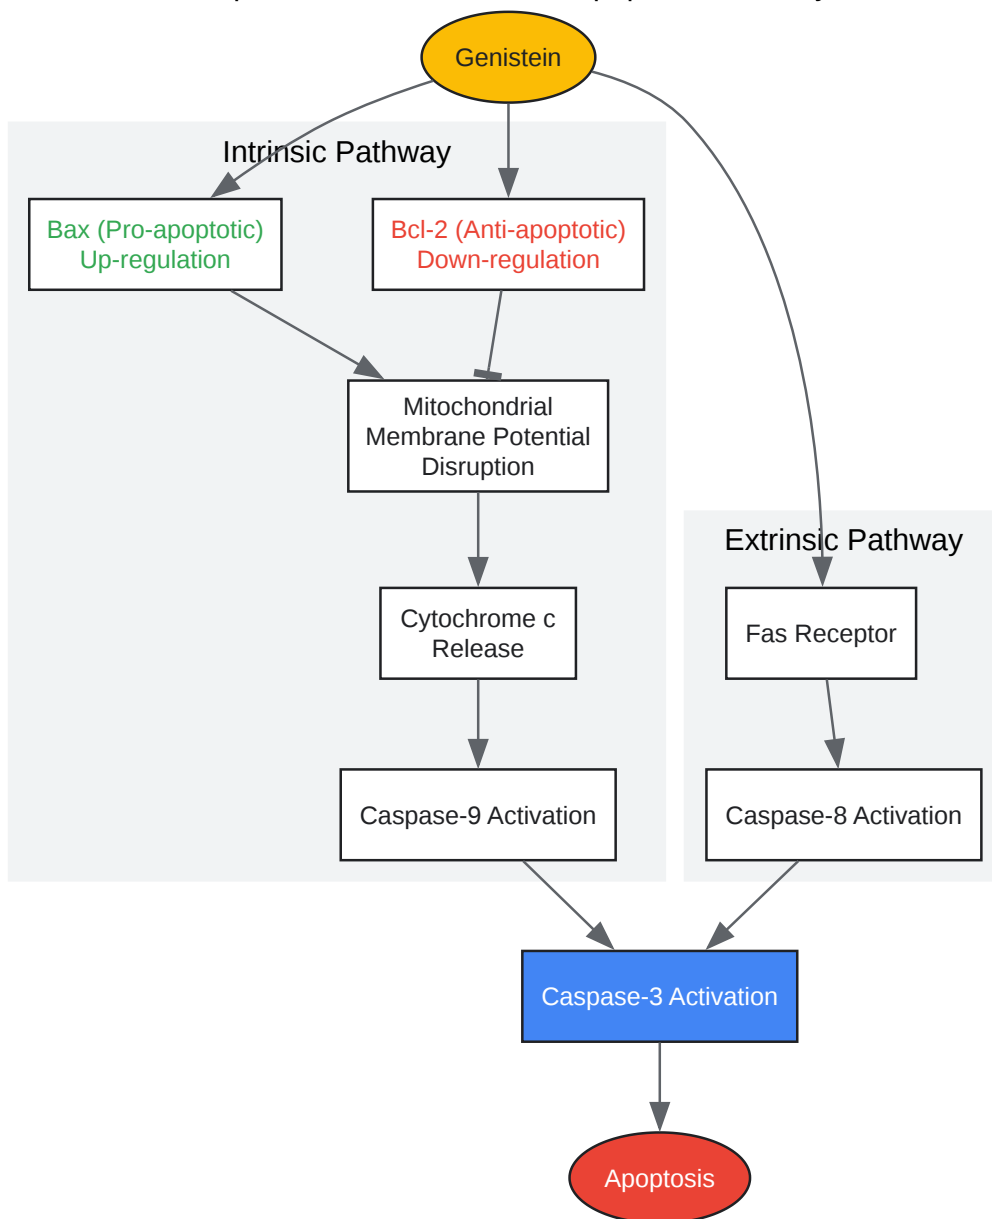 Genistein
Intrinsic Pathway
Bax (Pro-apoptotic)
Up-regulation
Bcl-2 (Anti-apoptotic)
Down-regulation
Mitochondrial
Membrane Potential
Disruption
Extrinsic Pathway
Cytochrome c
Release
Fas Receptor
Caspase-9 Activation
Caspase-8 Activation
Caspase-3 Activation
Apoptosis